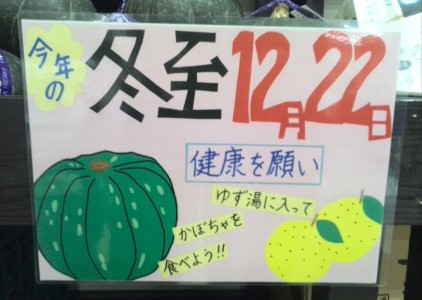 今年の
冬至12月22日
健康を願い
ゆず湯に入って
かぼちゃを
食べよう!!